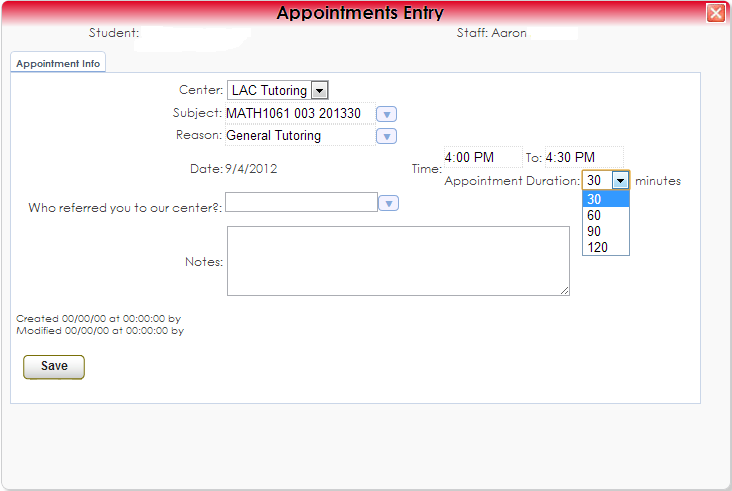 Appointments Entry
Student: Staff: Aaron
Appointment Info
Center: LAC Tutoring
Subject: MATH1061 003 201330
Reason: General Tutoring
Date: 9/4/2012 Time: 4:00 PM To: 4:30 PM
Appointment Duration: 30 minutes
30
60
90
120
Who referred you to our center?:
Notes:
Created 00/00/00 at 00:00:00 by
Modified 00/00/00 at 00:00:00 by
Save